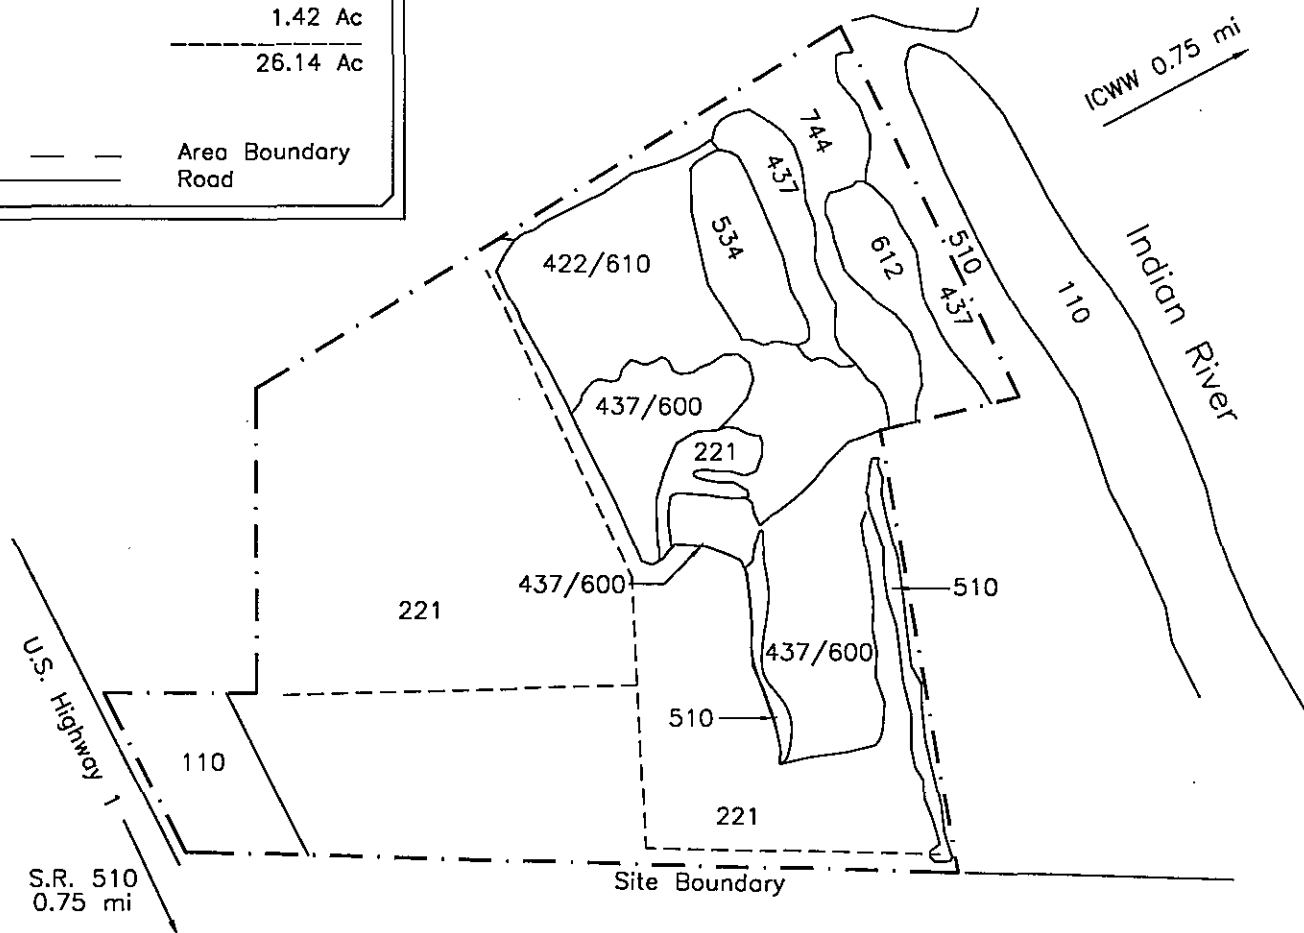 1.42 Ac
26.14 Ac
Area Boundary
Road
ICWW 0.75 mi
744
437
534
422/610
612
510
437
110
Indian River
437/600
221
437/600
510
221
437/600
510
U.S. Highway 1
110
221
S.R. 510
0.75 mi
Site Boundary